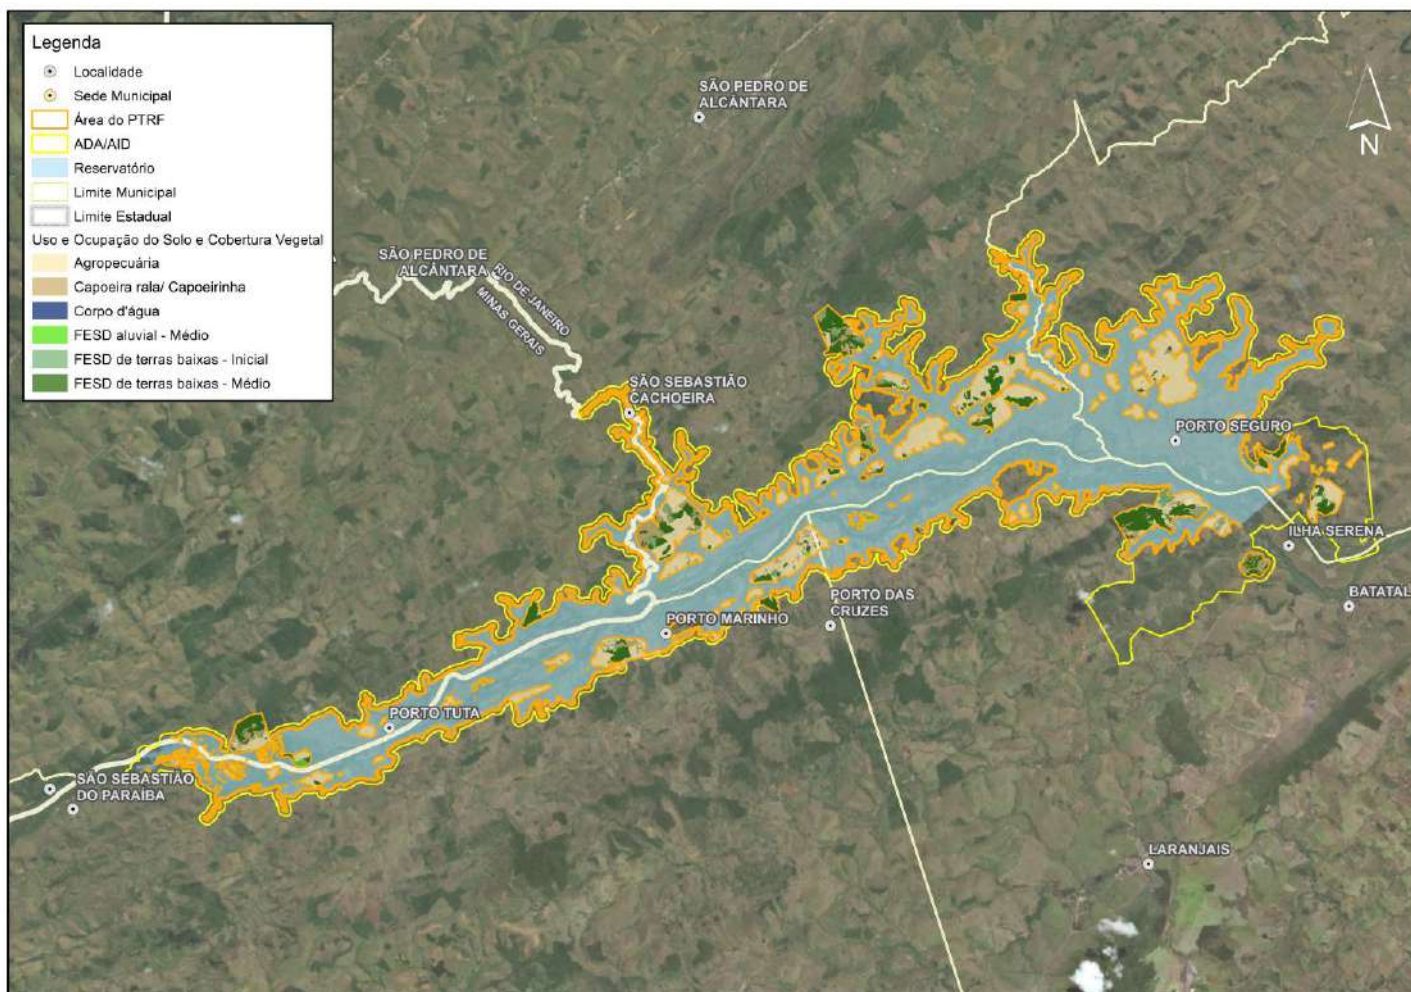 Legenda
Localidade
Sede Municipal
Área do PTRF
ADA/AID
Reservatório
Limite Municipal
Limite Estadual
Uso e Ocupação do Solo e Cobertura Vegetal
Agropecuária
Capoeira rala/ Capoeirinha
Corpo d'água
FESD aluvial - Médio
FESD de terras baixas - Inicial
FESD de terras baixas - Médio
SÃO PEDRO DE
ALCÂNTARA
N
SÃO PEDRO DE
ALCÂNTARA
RIO DE JANEIRO
MINAS GERAIS
SÃO SEBASTIÃO
CACHOEIRA
PORTO SEGURO
ILHA SERENA
BATATAL
PORTO DAS
CRUZES
PORTO MARINHO
PORTO TUTA
SÃO SEBASTIÃO
DO PARAÍBA
LARANJAIS